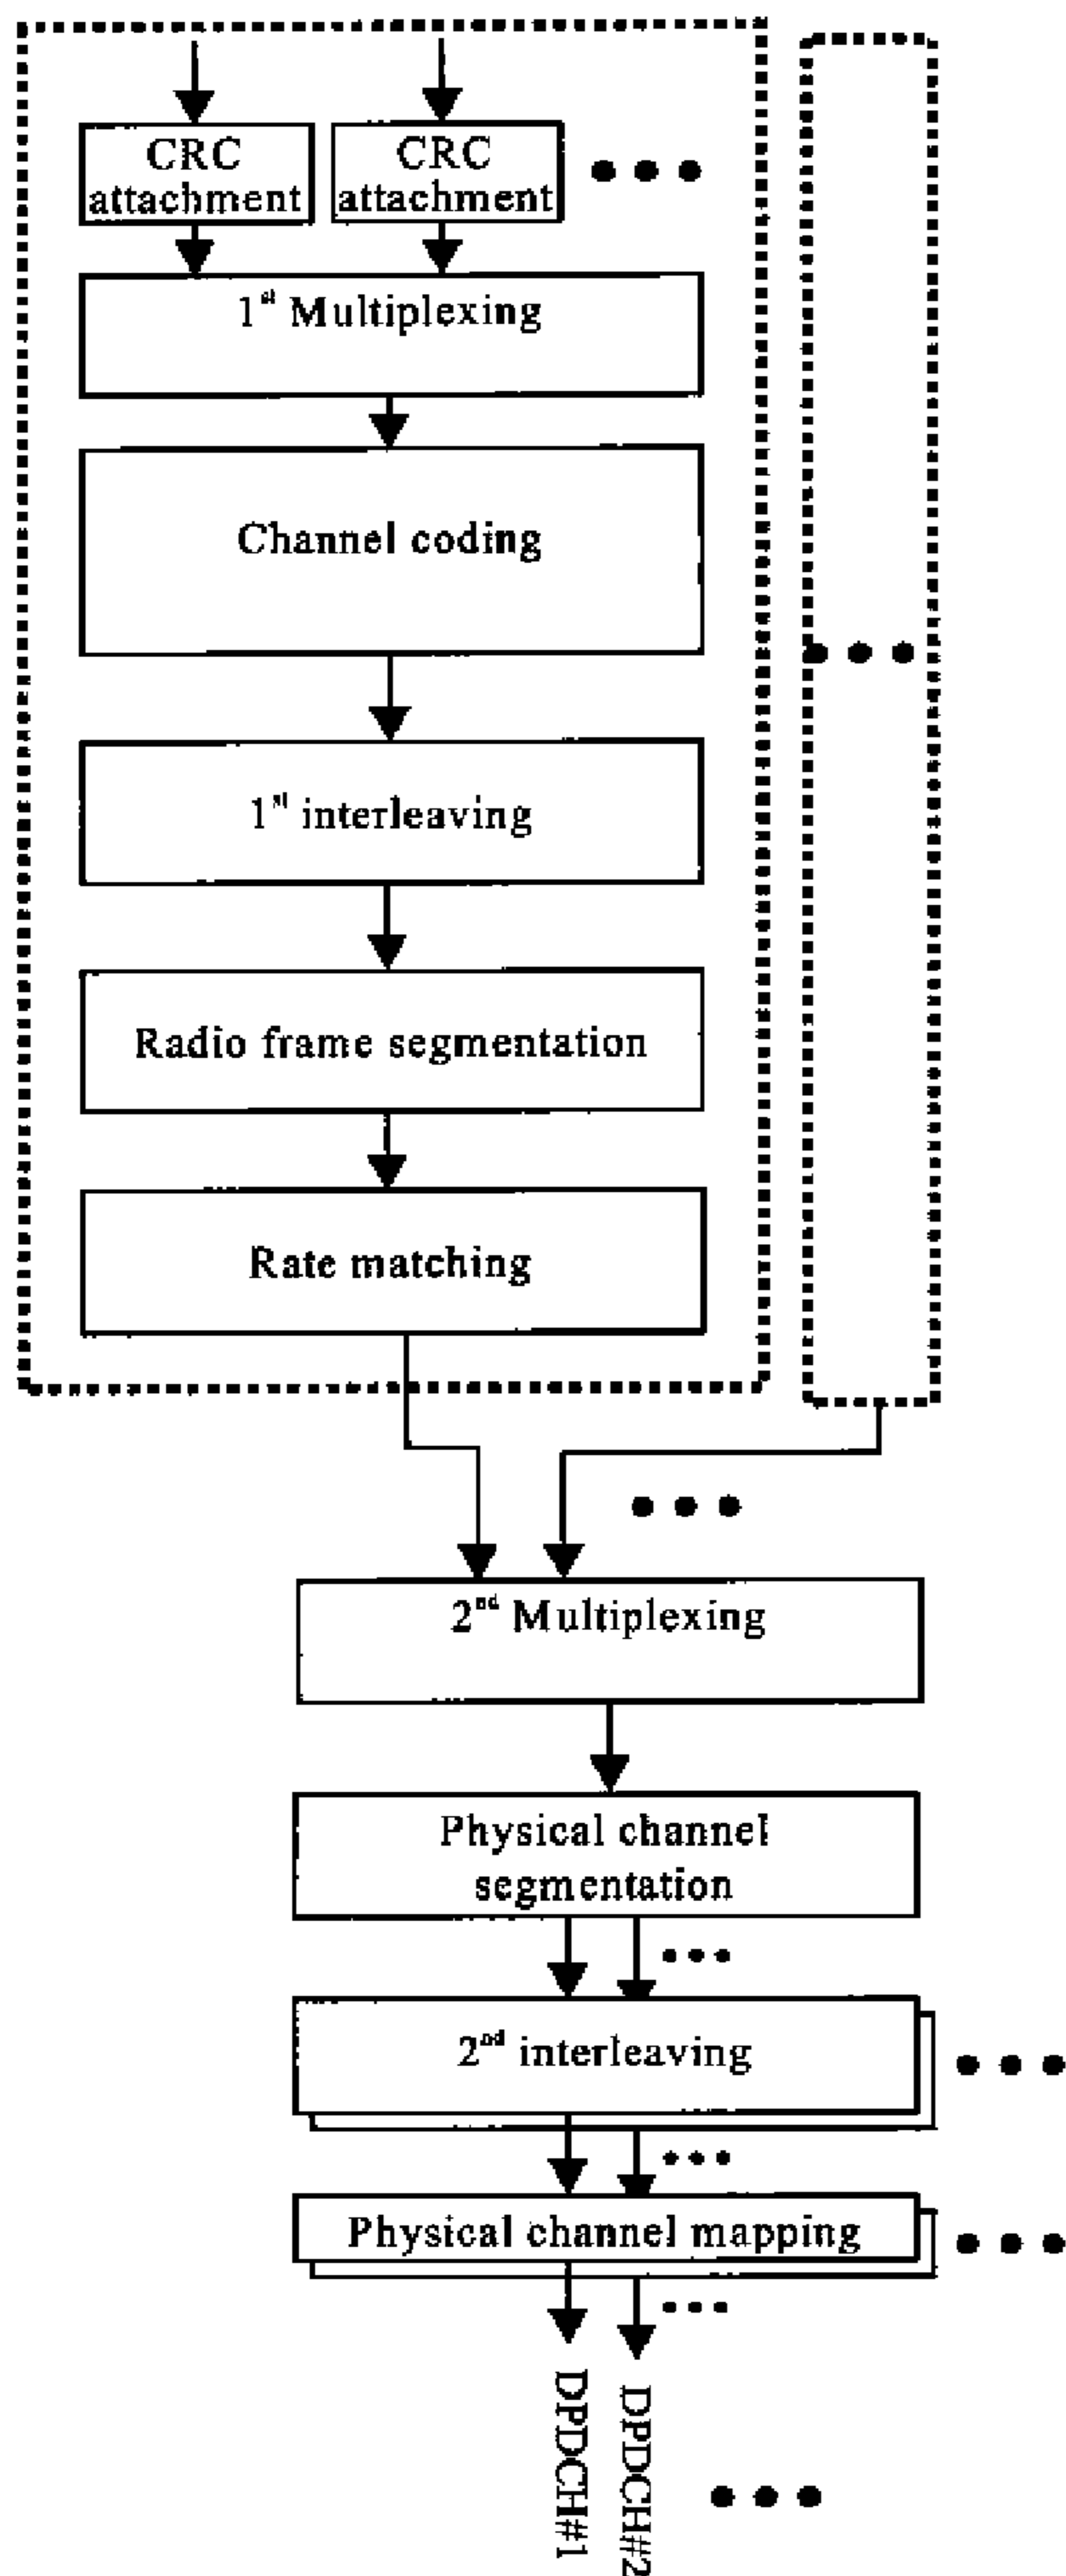 CRC
attachment
CRC
attachment
1st Multiplexing
Channel coding
1st interleaving
Radio frame segmentation
Rate matching
2nd Multiplexing
Physical channel
segmentation
2nd interleaving
Physical channel mapping
DPDCH#1
DPDCH#2